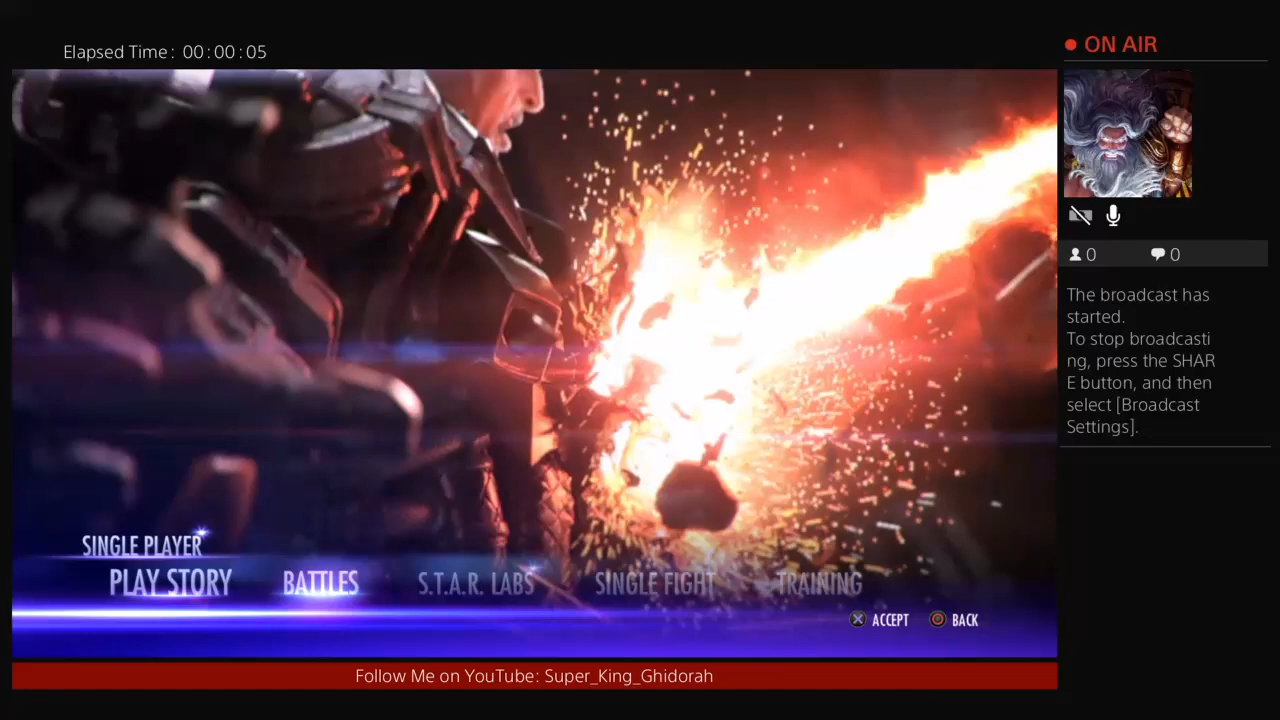 Elapsed Time: 00:00:05
ON AIR
0 0
The broadcast has
started.
To stop broadcasti
ng, press the SHAR
E button, and then
select [Broadcast
Settings].
SINGLE PLAYER
PLAY STORY BATTLES S.T.A.R. LABS SINGLE FIGHT TRAINING
ACCEPT BACK
Follow Me on YouTube: Super_King_Ghidorah